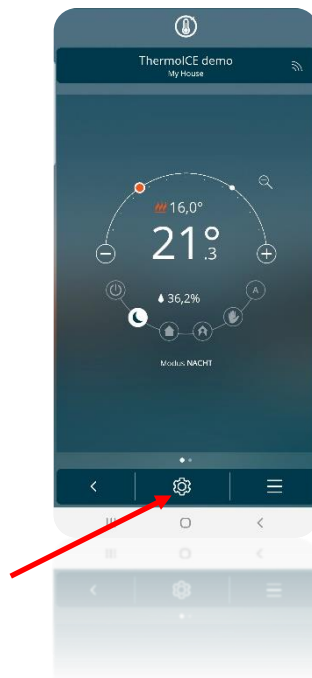 ThermoICE demo
My House
16,0°
21°.3
36,2%
A
Modus NACHT